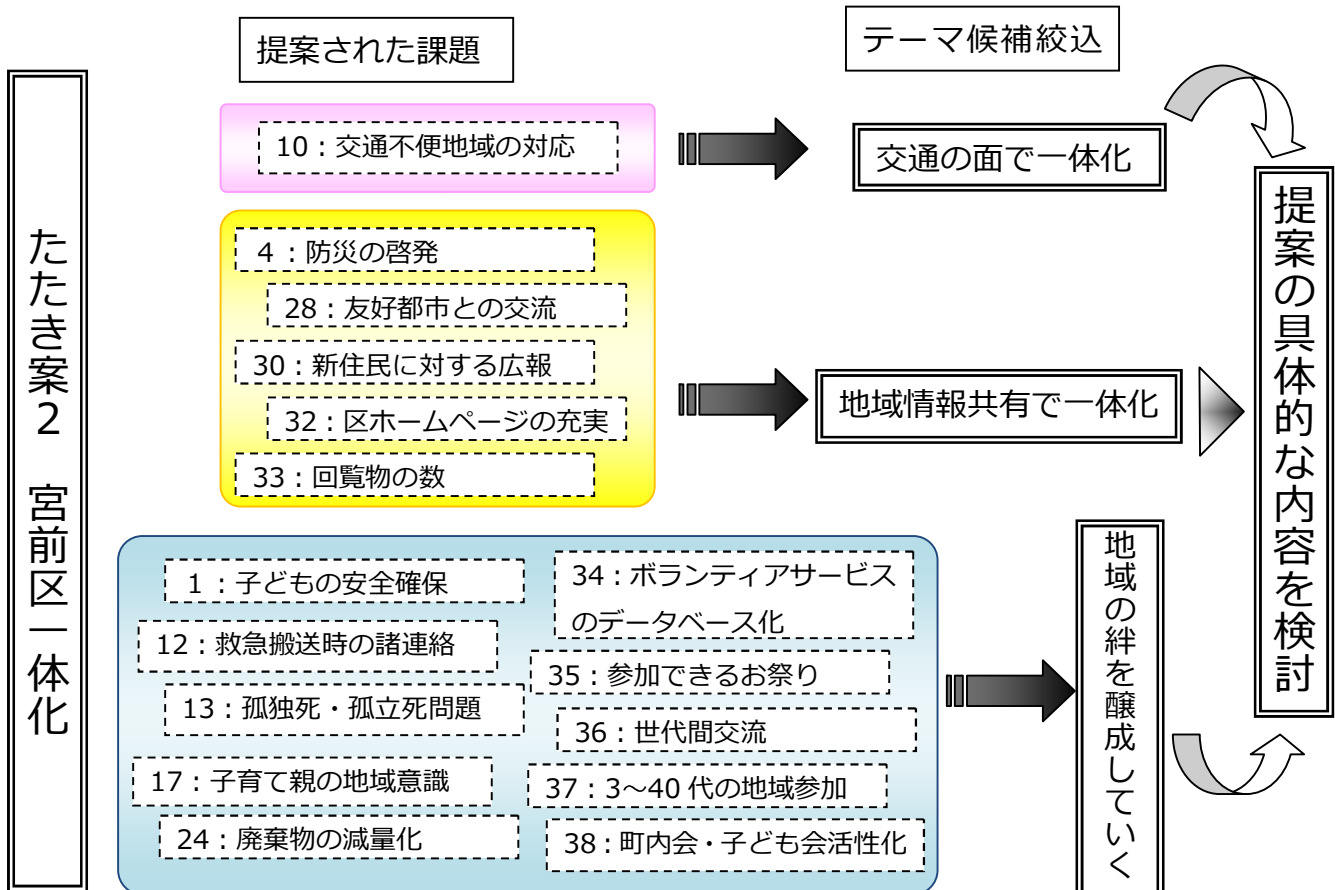 提案された課題
テーマ候補絞込
たたき案2　宮前区一体化
10：交通不便地域の対応
交通の面で一体化
4：防災の啓発
28：友好都市との交流
30：新住民に対する広報
32：区ホームページの充実
33：回覧物の数
地域情報共有で一体化
1：子どもの安全確保
12：救急搬送時の諸連絡
13：孤独死・孤立死問題
17：子育て親の地域意識
24：廃棄物の減量化
34：ボランティアサービス
のデータベース化
35：参加できるお祭り
36：世代間交流
37：3～40代の地域参加
38：町内会・子ども会活性化
地域の絆を醸成していく
提案の具体的な内容を検討